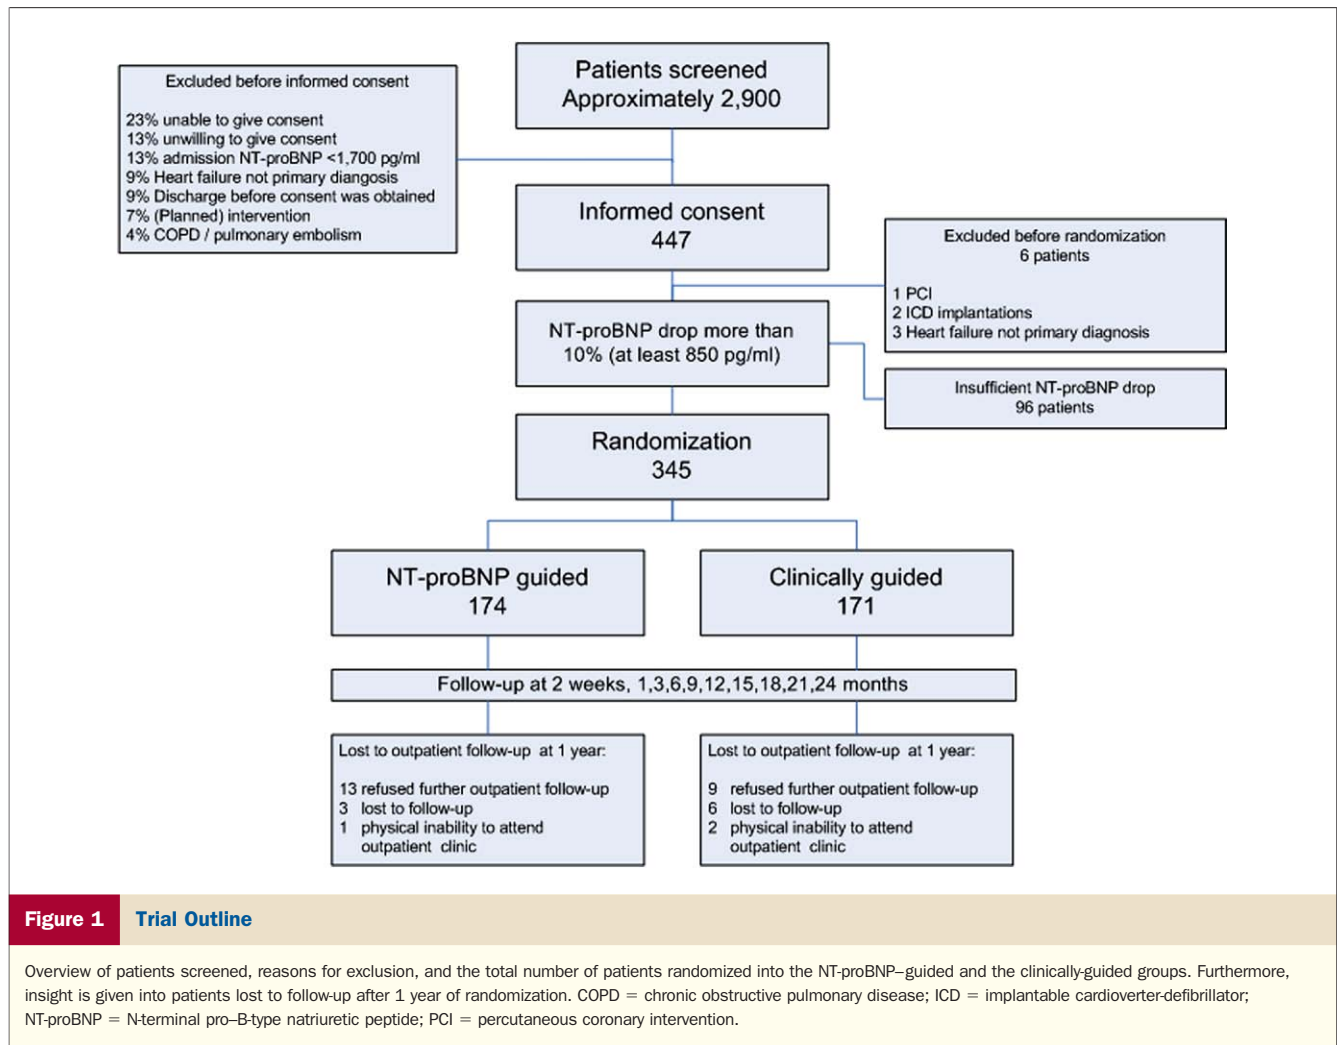 Patients screened
Approximately 2,900
Excluded before informed consent
23% unable to give consent
13% unwilling to give consent
13% admission NT-proBNP <1,700 pg/ml
9% Heart failure not primary diangosis
9% Discharge before consent was obtained
7% (Planned) intervention
4% COPD / pulmonary embolism
Informed consent
447
Excluded before randomization
6 patients
1 PCI
2 ICD implantations
3 Heart failure not primary diagnosis
NT-proBNP drop more than
10% (at least 850 pg/ml)
Insufficient NT-proBNP drop
96 patients
Randomization
345
NT-proBNP guided
174
Clinically guided
171
Follow-up at 2 weeks, 1,3,6,9,12,15,18,21,24 months
Lost to outpatient follow-up at 1 year:
13 refused further outpatient follow-up
3 lost to follow-up
1 physical inability to attend
outpatient clinic
Lost to outpatient follow-up at 1 year:
9 refused further outpatient follow-up
6 lost to follow-up
2 physical inability to attend
outpatient clinic
Figure 1 Trial Outline
Overview of patients screened, reasons for exclusion, and the total number of patients randomized into the NT-proBNP–guided and the clinically-guided groups. Furthermore,
insight is given into patients lost to follow-up after 1 year of randomization. COPD = chronic obstructive pulmonary disease; ICD = implantable cardioverter-defibrillator;
NT-proBNP = N-terminal pro–B-type natriuretic peptide; PCI = percutaneous coronary intervention.